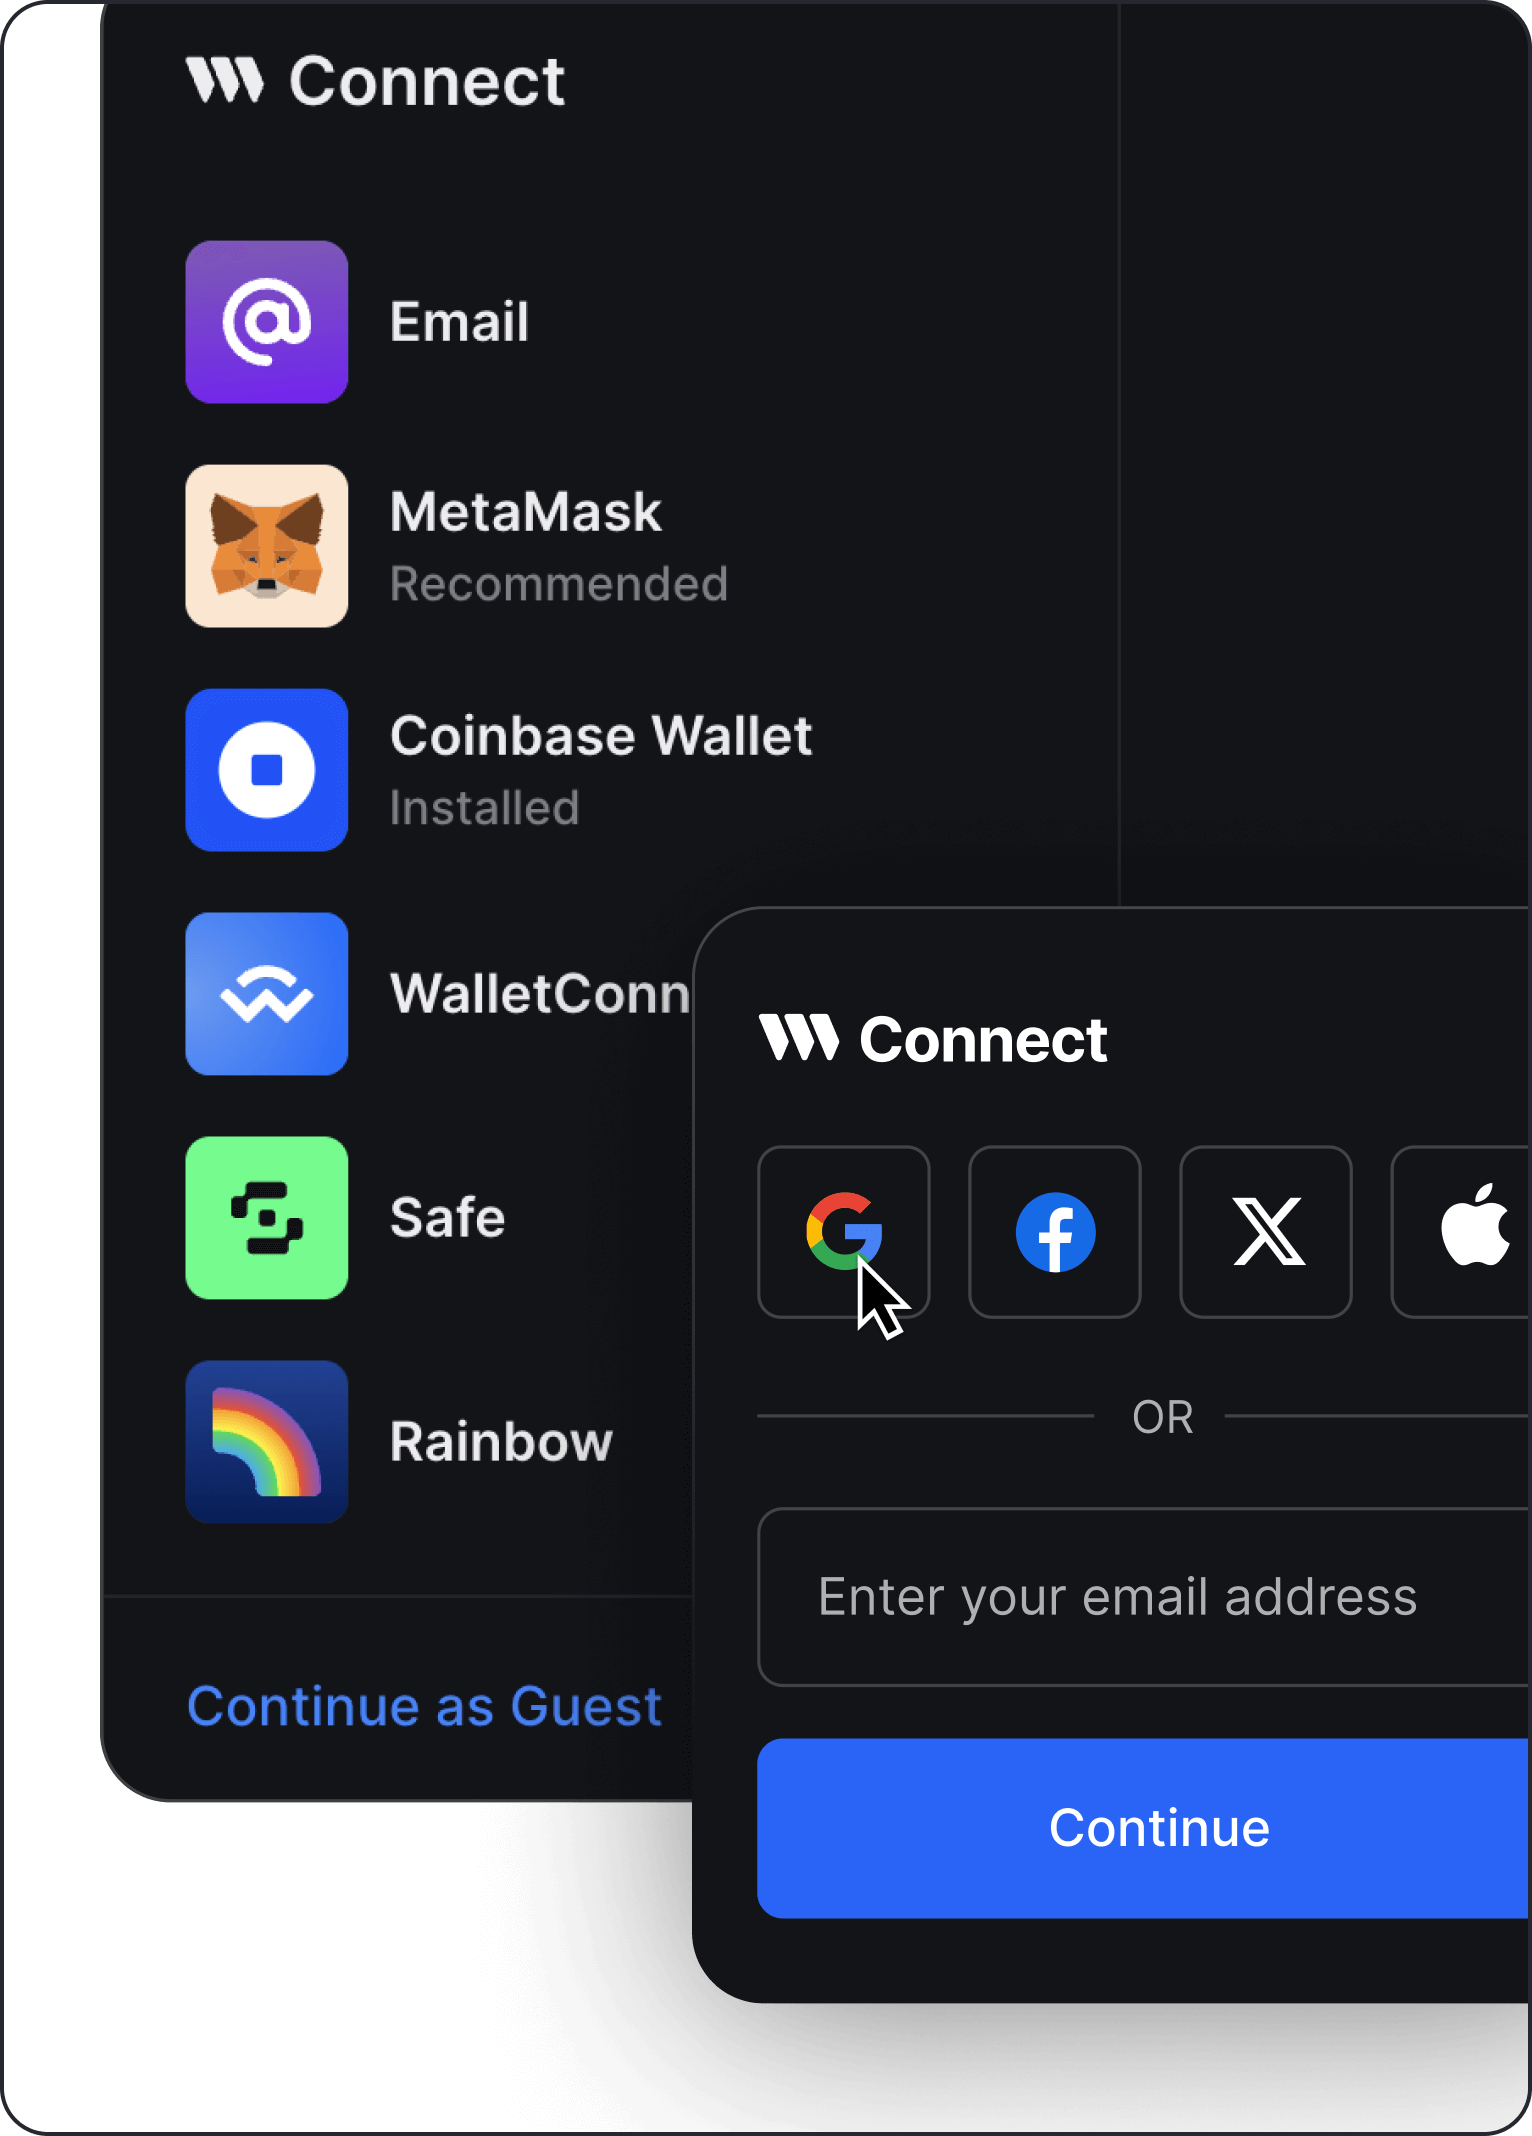 Connect
Email
MetaMask
Recommended
Coinbase Wallet
Installed
WalletConn
Safe
Rainbow
Continue as Guest
Connect
OR
Enter your email address
Continue